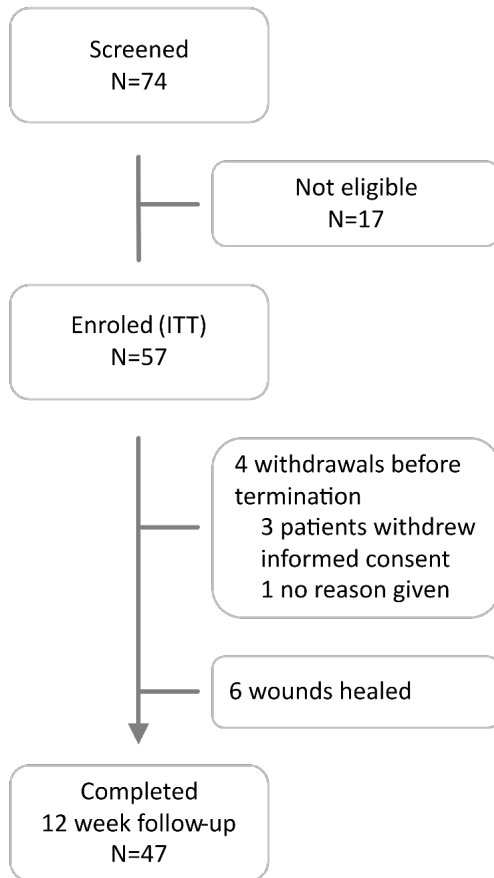 Screened
N=74
Not eligible
N=17
Enroled (ITT)
N=57
4 withdrawals before
termination
3 patients withdrew
informed consent
1 no reason given
6 wounds healed
Completed
12 week follow-up
N=47